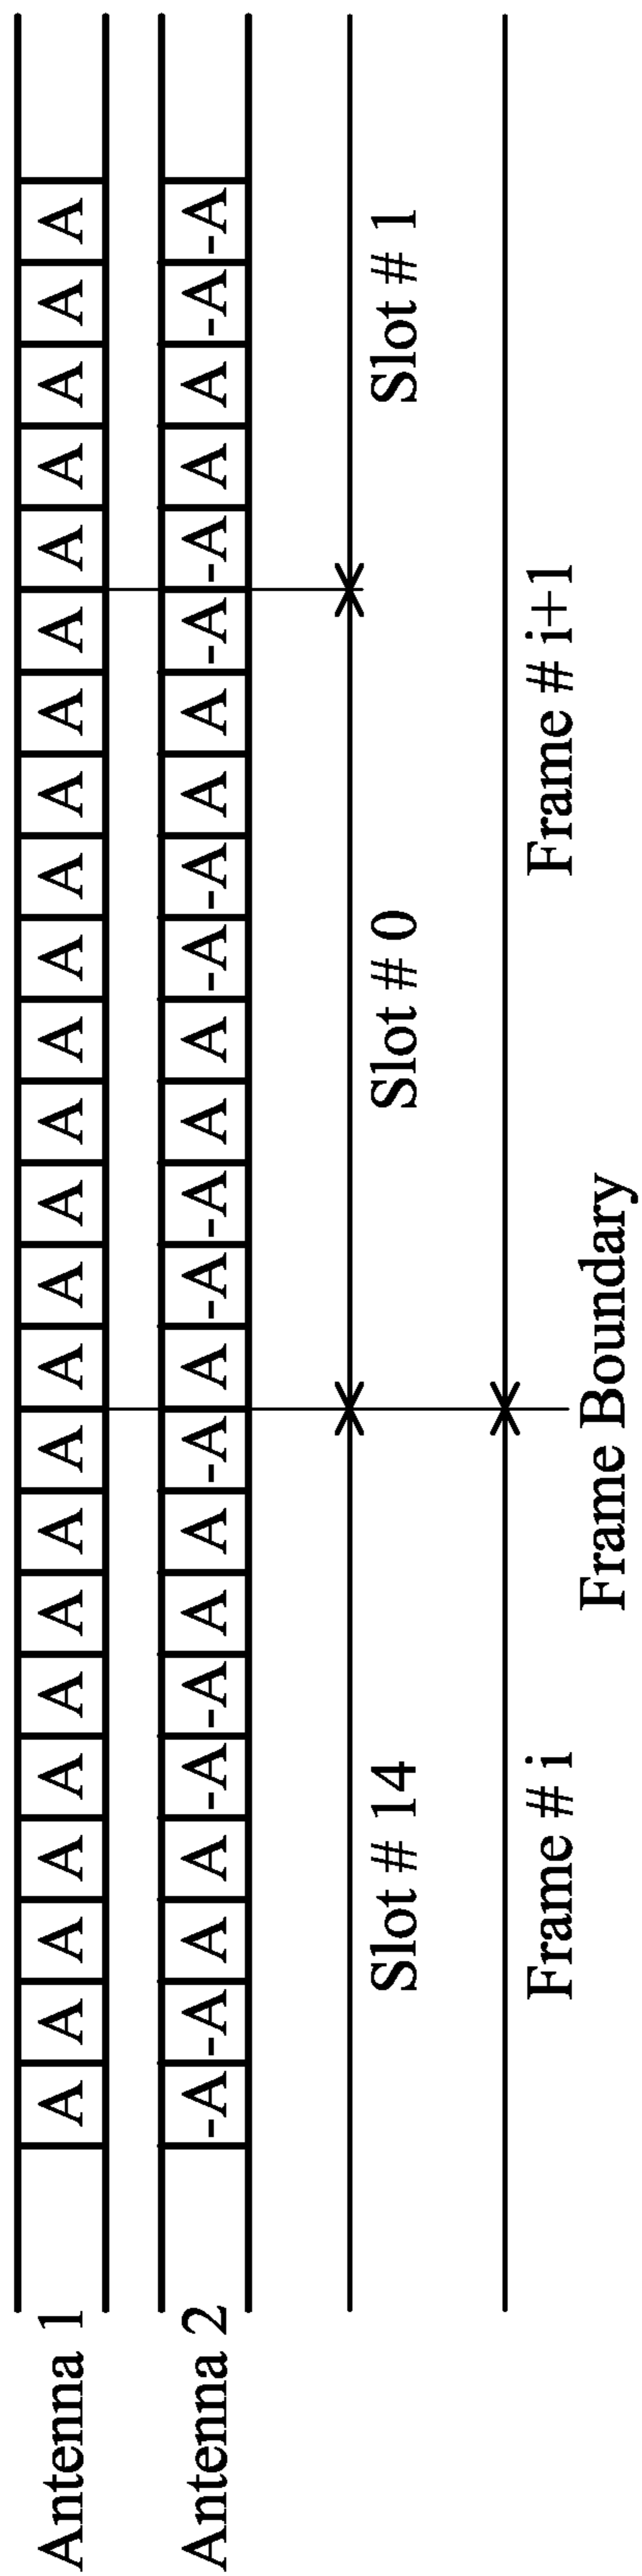 Antenna 1 A A A A A A A A A A A A A A A A A A A A A A A A
Antenna 2 -A -A A A -A -A A A -A A -A -A A A -A -A A A -A -A A A -A -A
Slot # 14 Slot # 0 Slot # 1
Frame # i Frame # i+1
Frame Boundary